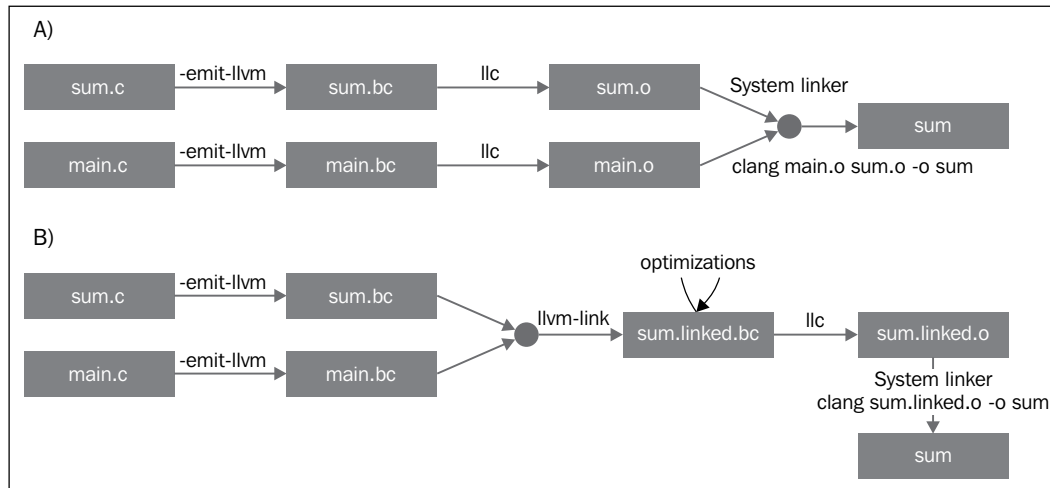 A)
sum.c -emit-llvm sum.bc llc sum.o System linker sum
main.c -emit-llvm main.bc llc main.o clang main.o sum.o -o sum
B)
optimizations
sum.c -emit-llvm sum.bc llvm-link sum.linked.bc llc sum.linked.o
main.c -emit-llvm main.bc System linker
clang sum.linked.o -o sum
sum